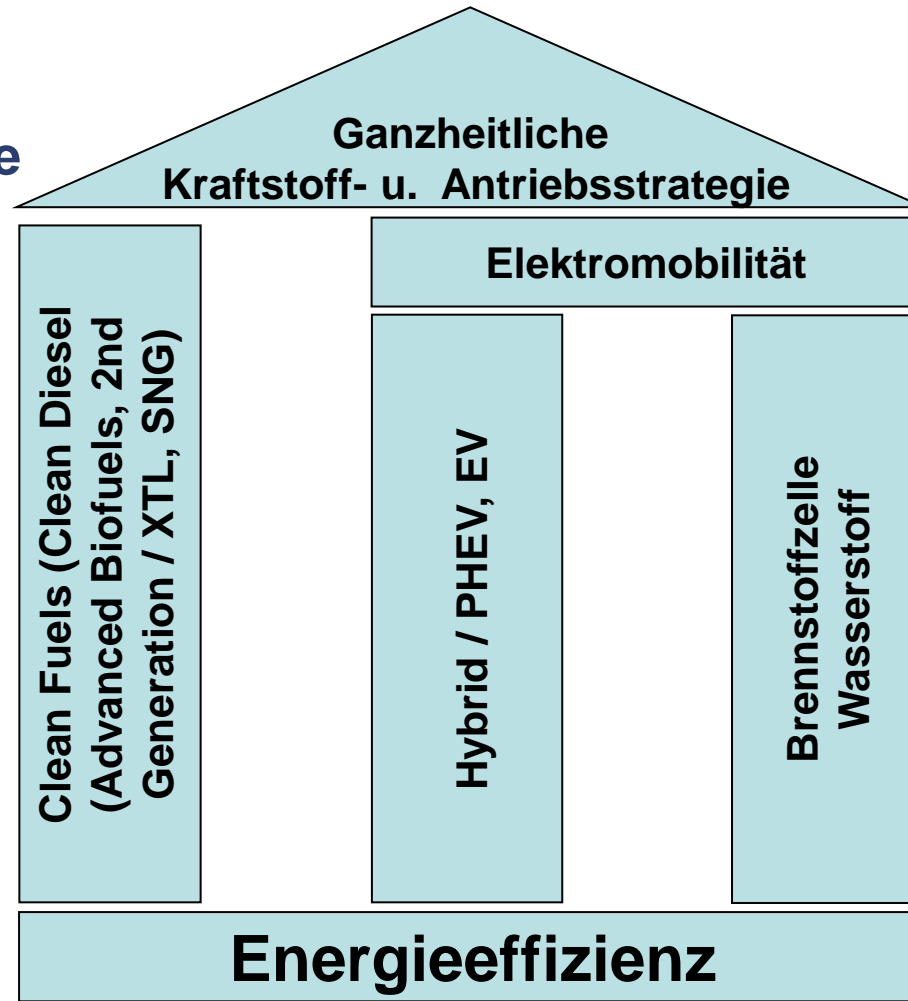 e
Ganzheitliche
Kraftstoff- u. Antriebsstrategie
Elektromobilität
Clean Fuels (Clean Diesel
(Advanced Biofuels, 2nd
Generation / XTL, SNG)
Hybrid / PHEV, EV
Brennstoffzelle
Wasserstoff
Energieeffizienz